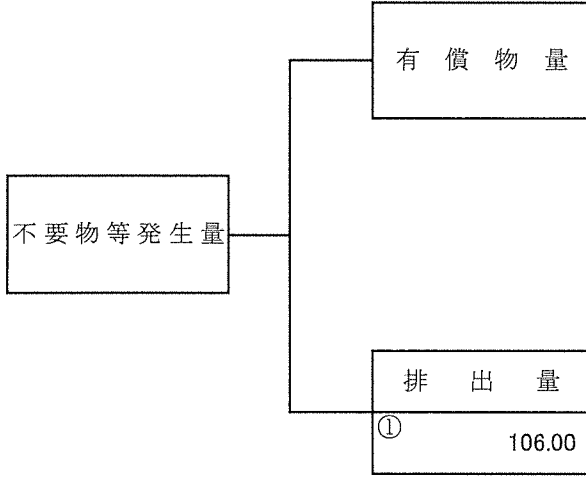 有償物量
不要物等発生量
排出量
①
106.00